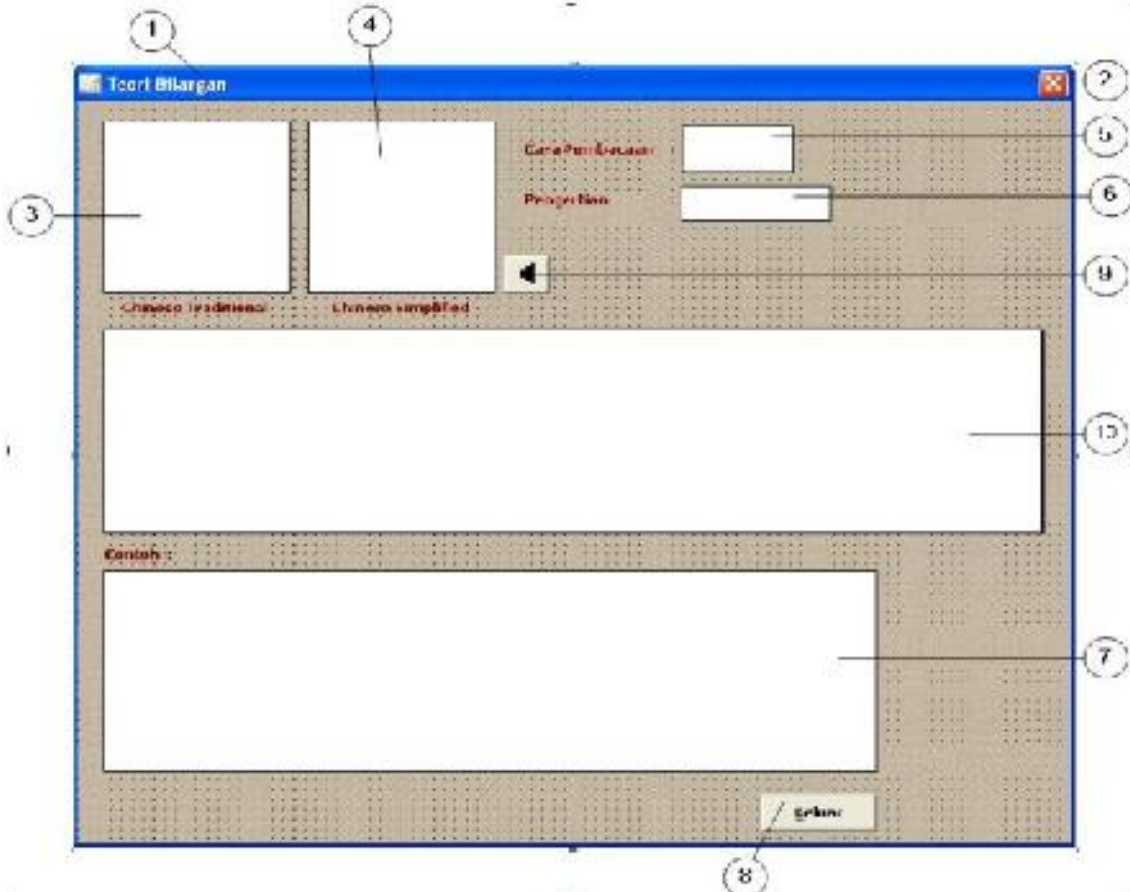 1
4
Teori Bilangan
2
Cara Pembacaan :
5
Pengertian
6
3
9
Chinese Traditional
Chinese Simplified
10
Contoh :
7
Keluar
8